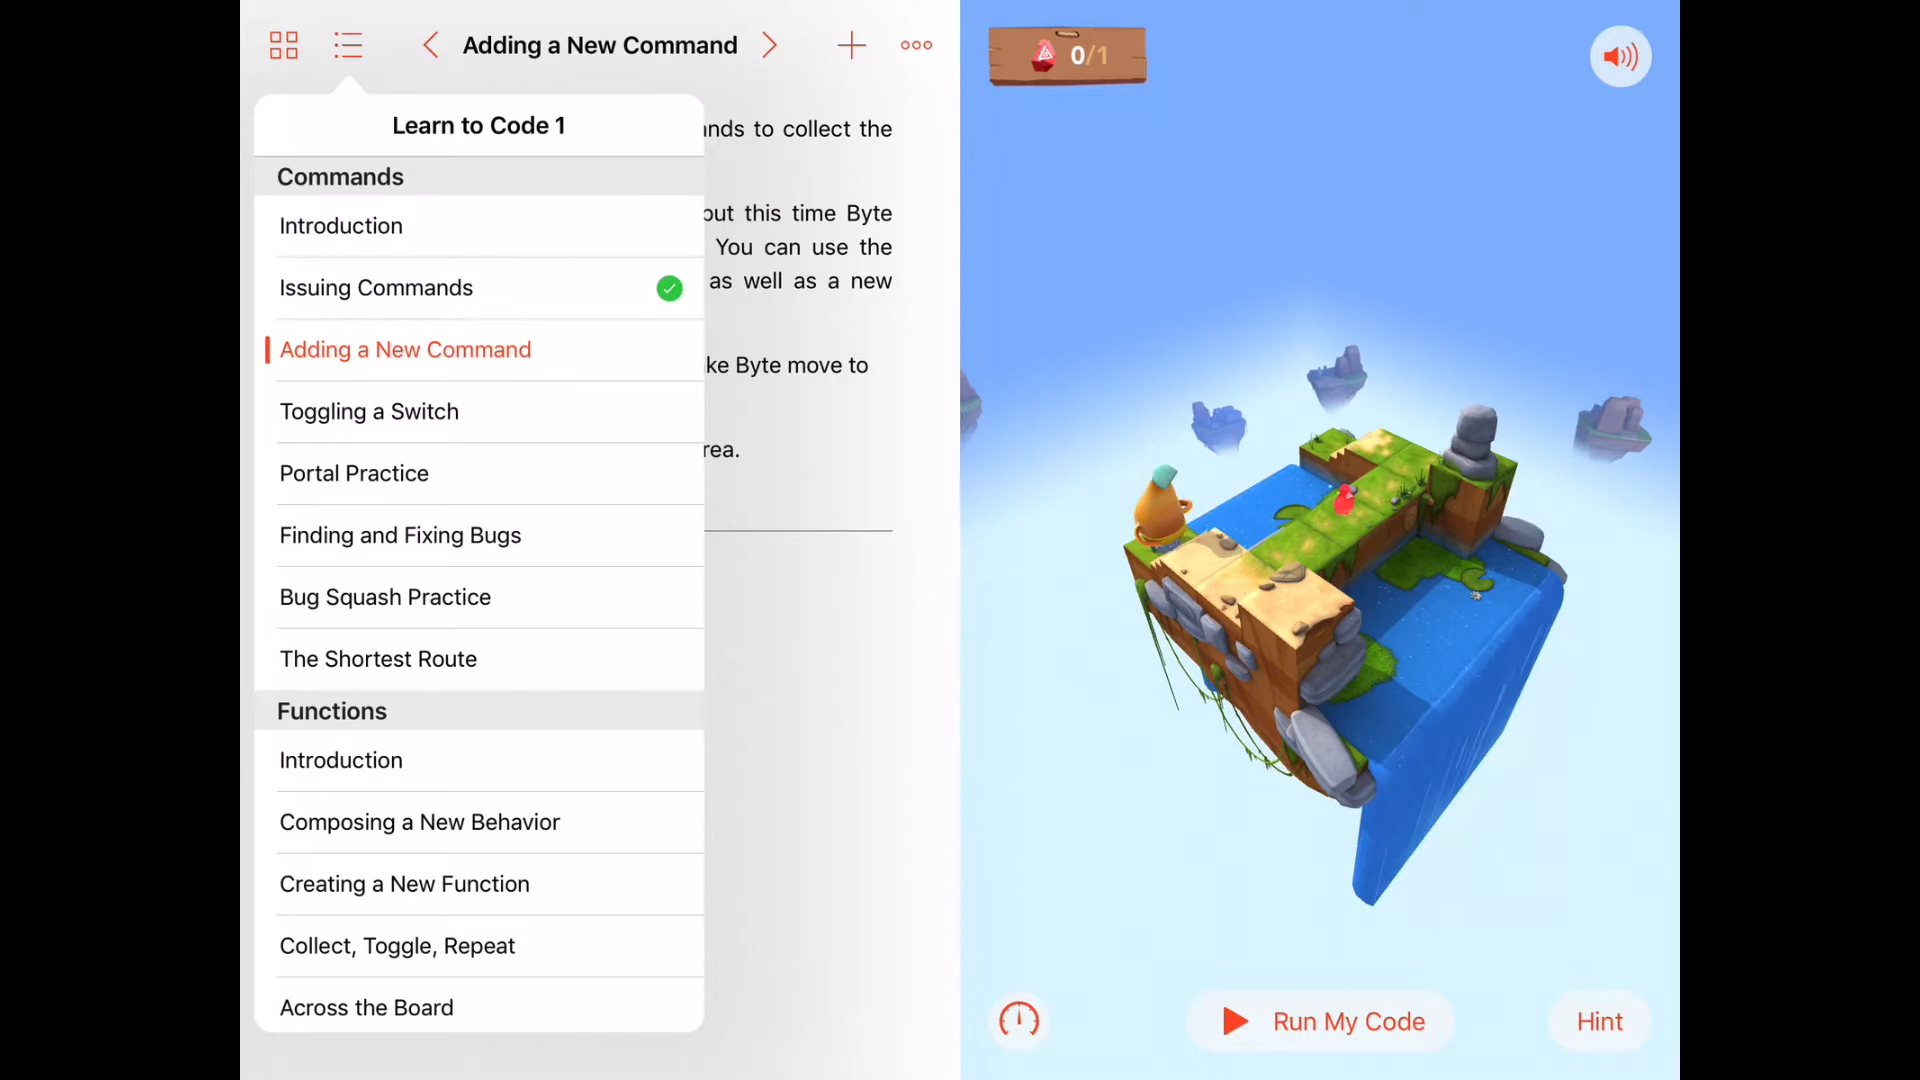 Adding a New Command
0/1
Learn to Code 1
nds to collect the
Commands
but this time Byte
Introduction
You can use the
as well as a new
Issuing Commands
Adding a New Command
ke Byte move to
Toggling a Switch
rea.
Portal Practice
Finding and Fixing Bugs
Bug Squash Practice
The Shortest Route
Functions
Introduction
Composing a New Behavior
Creating a New Function
Collect, Toggle, Repeat
Across the Board
Run My Code
Hint